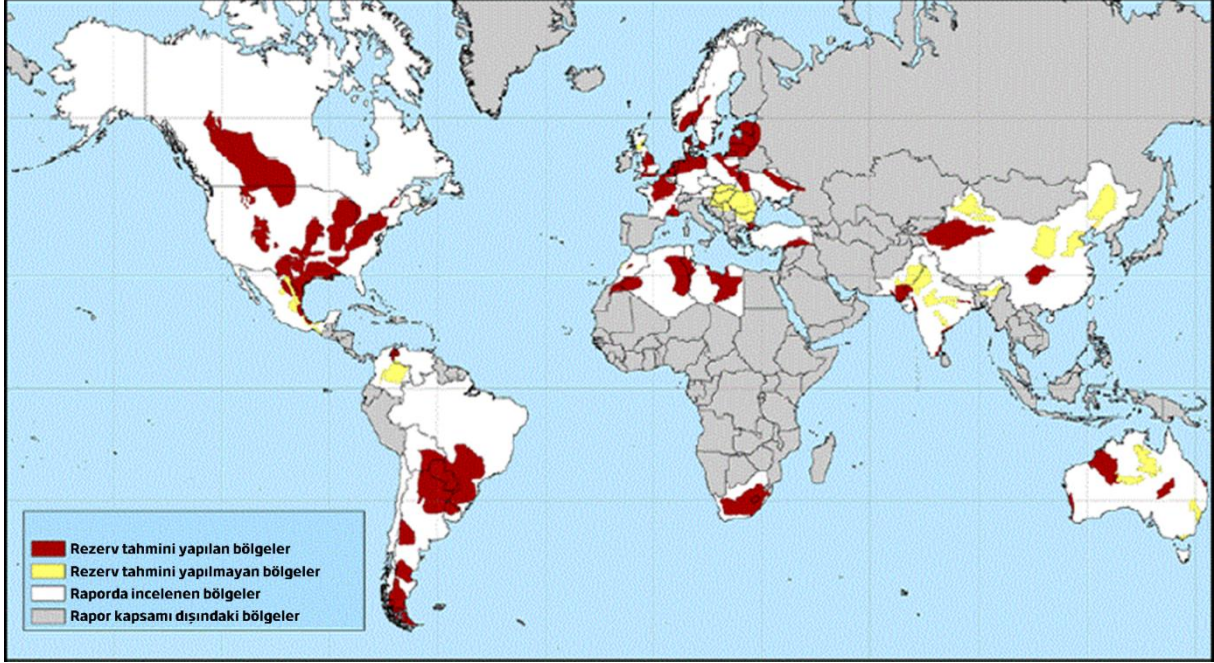 Rezerv tahmini yapılan bölgeler
Rezerv tahmini yapılmayan bölgeler
Raporda incelenen bölgeler
Rapor kapsamı dışındaki bölgeler